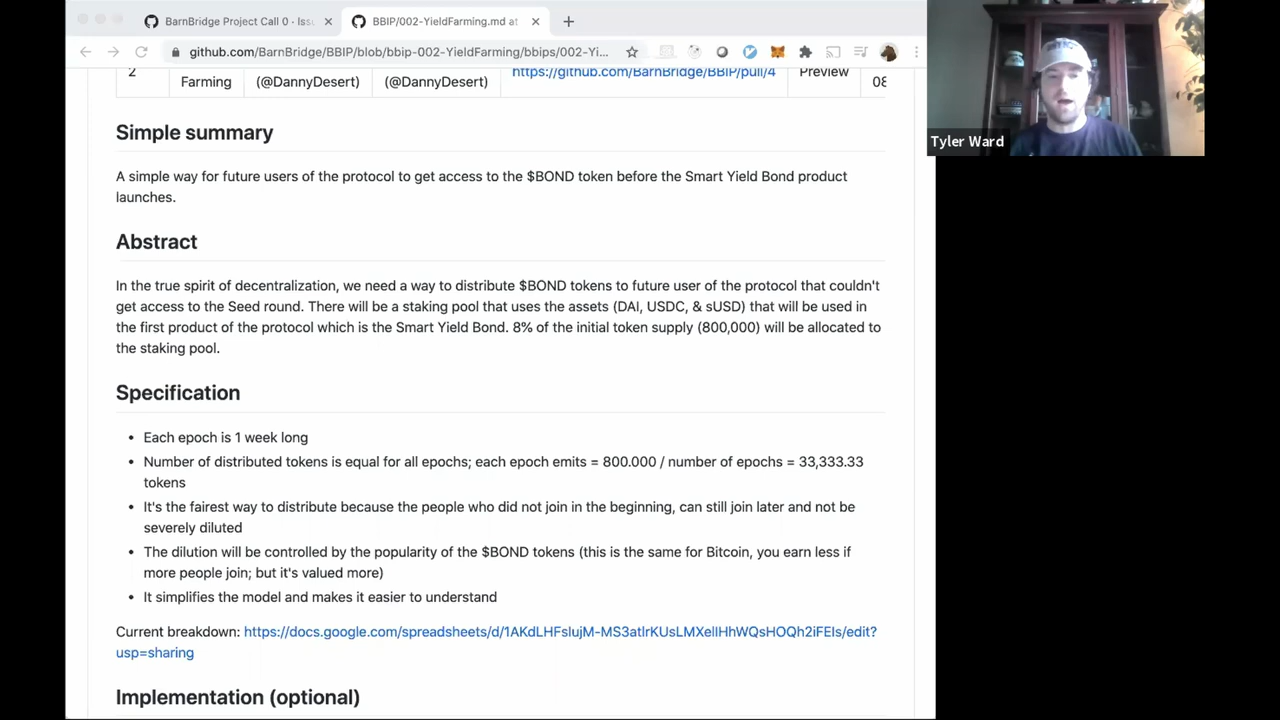 BarnBridge Project Call 0 · Issu
BBIP/002-YieldFarming.md at
github.com/BarnBridge/BBIP/blob/bbip-002-YieldFarming/bbips/002-Yi...
2
Farming
(@DannyDesert)
(@DannyDesert)
https://github.com/BarnBridge/BBIP/pull/4
Preview
08
Simple summary
A simple way for future users of the protocol to get access to the $BOND token before the Smart Yield Bond product
launches.
Abstract
In the true spirit of decentralization, we need a way to distribute $BOND tokens to future user of the protocol that couldn't
get access to the Seed round. There will be a staking pool that uses the assets (DAI, USDC, & sUSD) that will be used in
the first product of the protocol which is the Smart Yield Bond. 8% of the initial token supply (800,000) will be allocated to
the staking pool.
Specification
• Each epoch is 1 week long
• Number of distributed tokens is equal for all epochs; each epoch emits = 800.000 / number of epochs = 33,333.33
tokens
• It's the fairest way to distribute because the people who did not join in the beginning, can still join later and not be
severely diluted
• The dilution will be controlled by the popularity of the $BOND tokens (this is the same for Bitcoin, you earn less if
more people join; but it's valued more)
• It simplifies the model and makes it easier to understand
Current breakdown: https://docs.google.com/spreadsheets/d/1AKdLHFslujM-MS3atlrKUsLMXellHhWQsHOQh2iFEIs/edit?
usp=sharing
Implementation (optional)
Tyler Ward